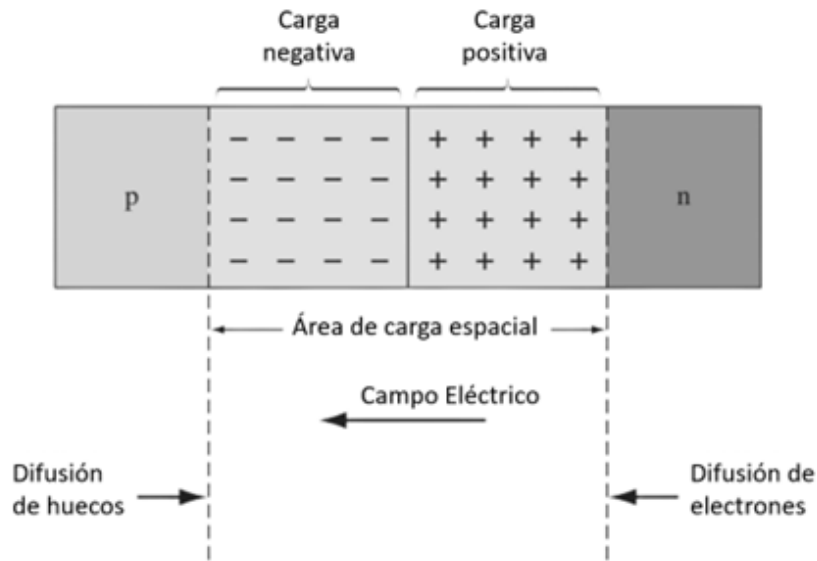 Carga
negativa
Carga
positiva
− − − − + + + +
p − − − − + + + + n
− − − − + + + +
− − − − + + + +
Área de carga espacial
Campo Eléctrico
Difusión
de huecos
Difusión de
electrones